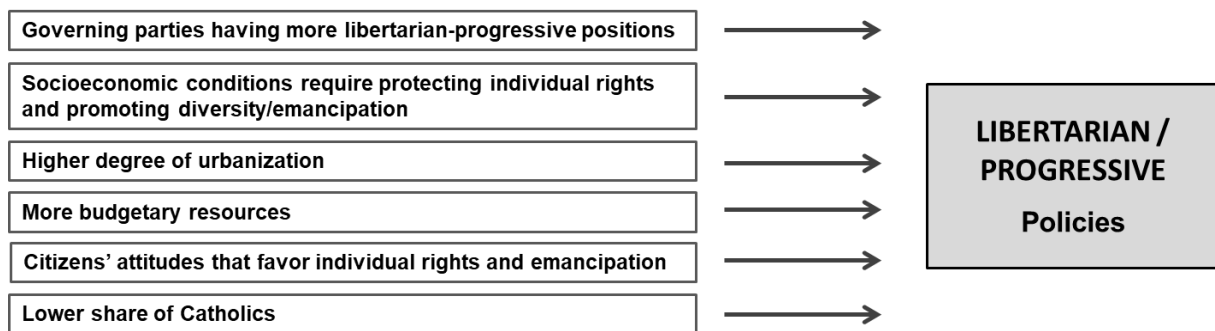 Governing parties having more libertarian-progressive positions
Socioeconomic conditions require protecting individual rights
and promoting diversity/emancipation
Higher degree of urbanization
More budgetary resources
Citizens’ attitudes that favor individual rights and emancipation
Lower share of Catholics
LIBERTARIAN /
PROGRESSIVE
Policies